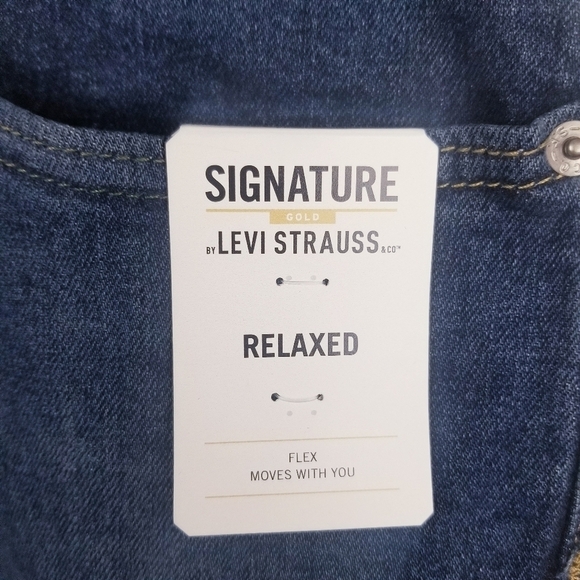 SIGNATURE
GOLD
BY LEVI STRAUSS & CO™
RELAXED
FLEX
MOVES WITH YOU